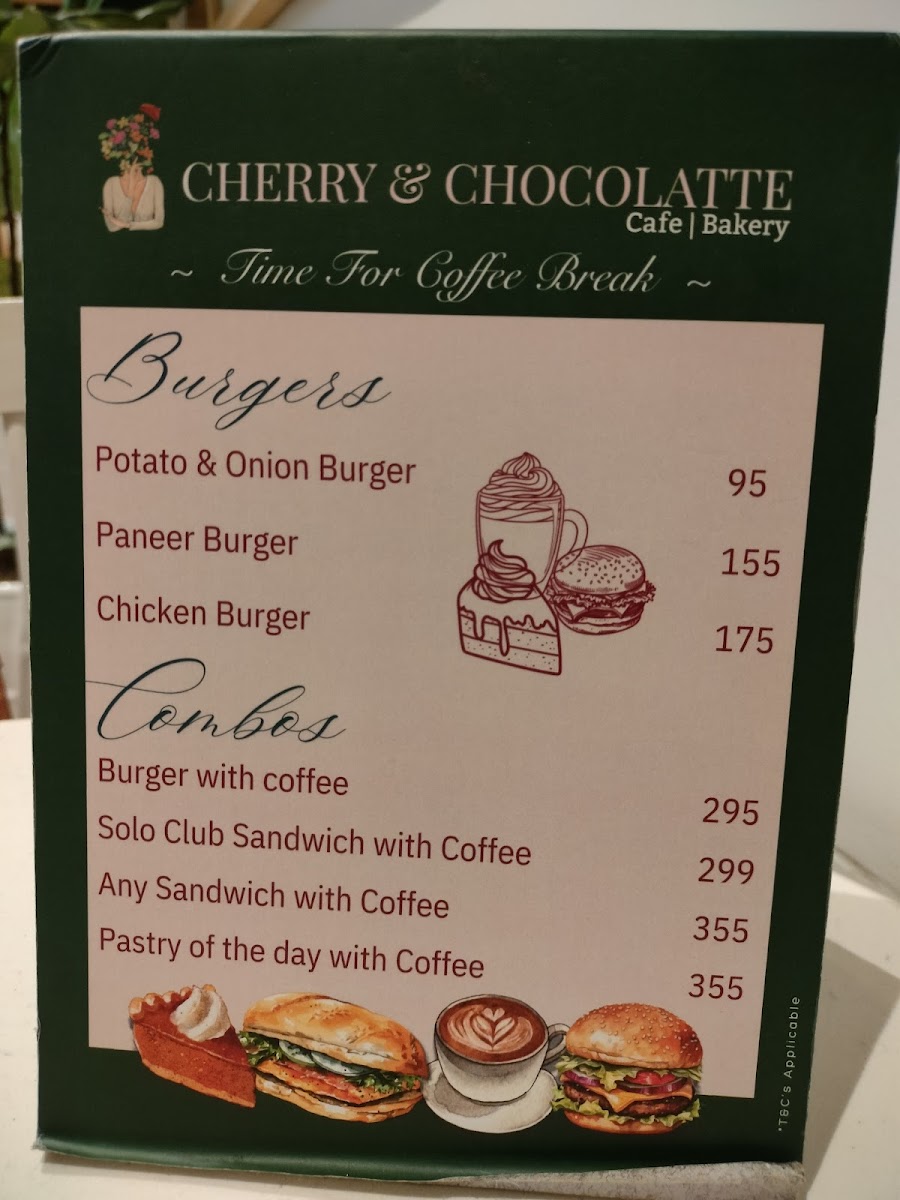 CHERRY & CHOCOLATTE
Cafe | Bakery
~ Time For Coffee Break ~
Burgers
Potato & Onion Burger 95
Paneer Burger 155
Chicken Burger 175
Combos
Burger with coffee 295
Solo Club Sandwich with Coffee 299
Any Sandwich with Coffee 355
Pastry of the day with Coffee 355
*T&C's Applicable